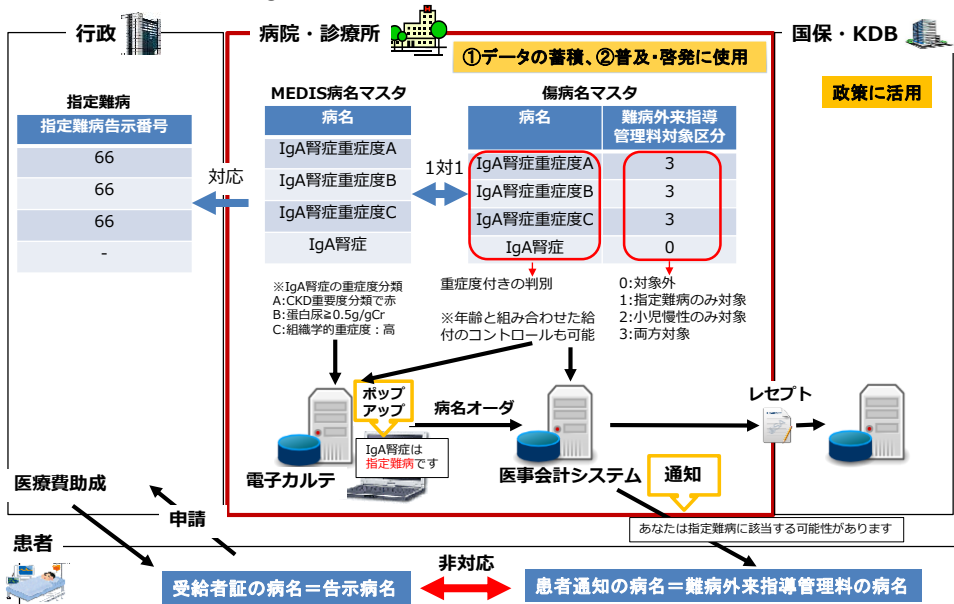 行政
病院・診療所
国保・KDB
①データの蓄積、②普及・啓発に使用
政策に活用
指定難病
指定難病告示番号
66
66
66
-
対応
MEDIS病名マスタ
病名
IgA腎症重症度A
IgA腎症重症度B
IgA腎症重症度C
IgA腎症
1対1
傷病名マスタ
病名
難病外来指導
管理料対象区分
IgA腎症重症度A
3
IgA腎症重症度B
3
IgA腎症重症度C
3
IgA腎症
0
※IgA腎症の重症度分類
A:CKD重要度分類で赤
B:蛋白尿≧0.5g/gCr
C:組織学的重症度：高
重症度付きの判別
※年齢と組み合わせた給
付のコントロールも可能
0:対象外
1:指定難病のみ対象
2:小児慢性のみ対象
3:両方対象
ポップ
アップ
病名オーダ
レセプト
IgA腎症は
指定難病です
電子カルテ
医事会計システム
通知
医療費助成
申請
あなたは指定難病に該当する可能性があります
患者
受給者証の病名＝告示病名
非対応
患者通知の病名＝難病外来指導管理料の病名